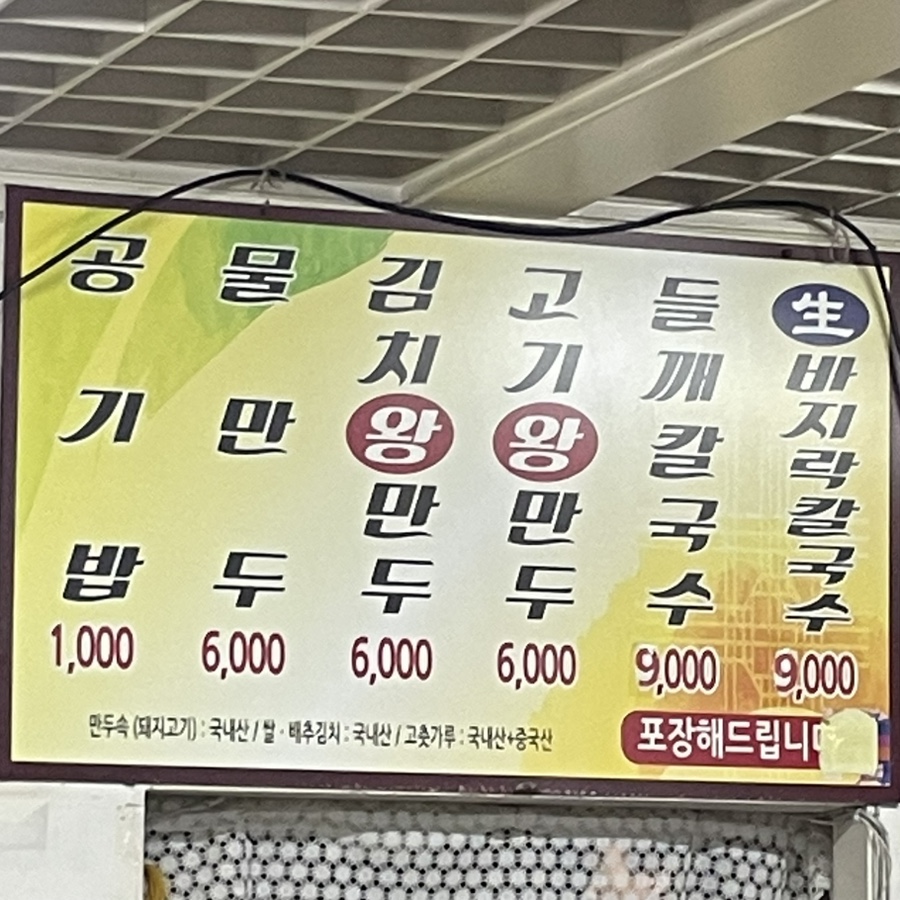 공기밥
1,000
물만두
6,000
김치왕만두
6,000
고기왕만두
6,000
들깨칼국수
9,000
生바지락칼국수
9,000
만두속 (돼지고기) : 국내산 / 쌀 · 배추김치 : 국내산 / 고춧가루 : 국내산+중국산
포장해드립니다